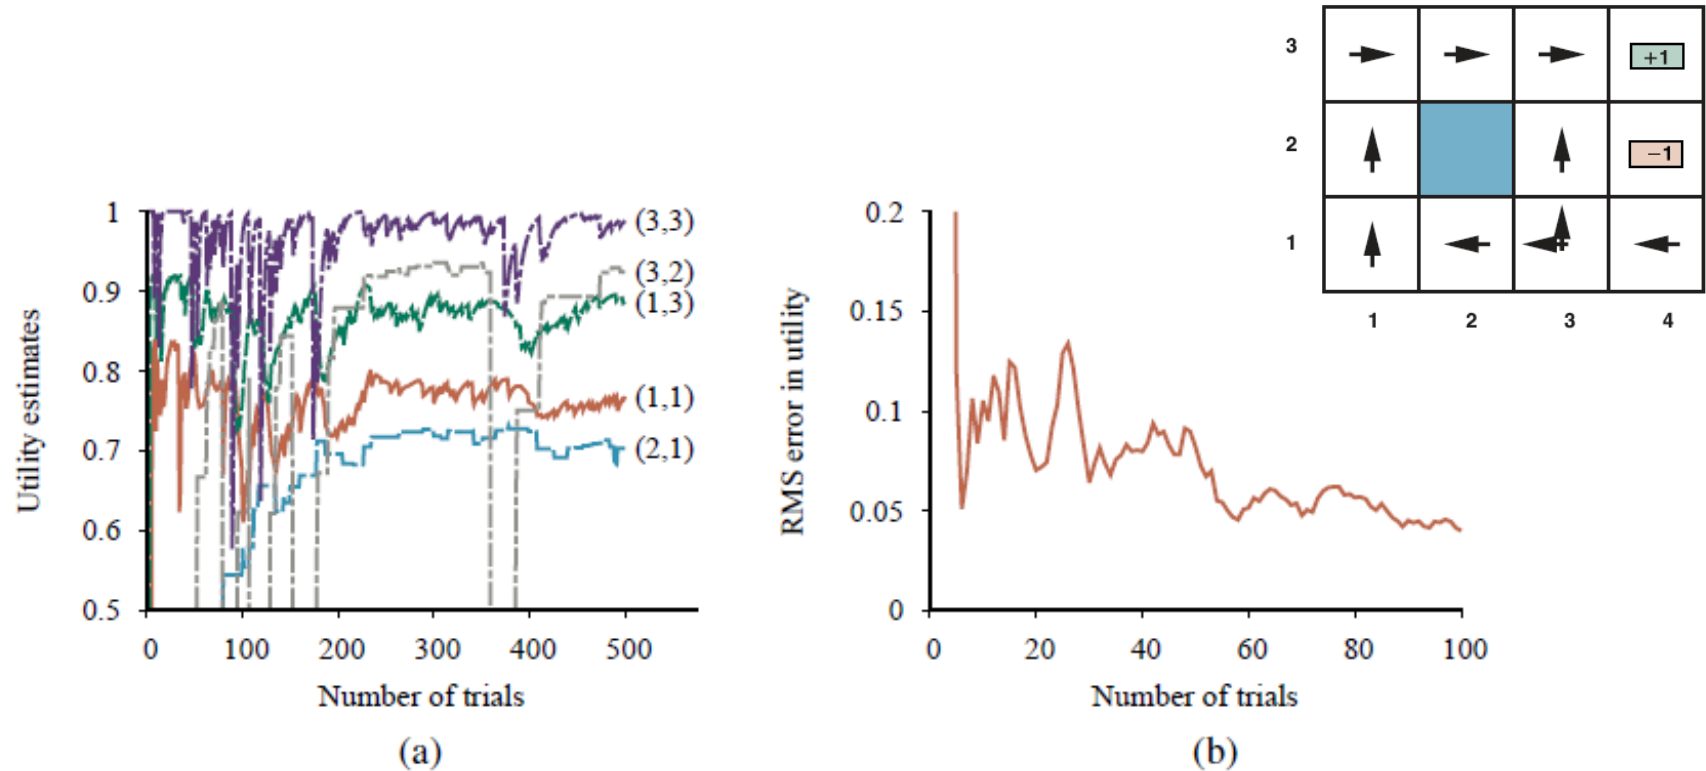 3
+1
2
−1
1
1 2 3 4
Utility estimates
1
0.9
0.8
0.7
0.6
0.5
(3,3)
(3,2)
(1,3)
(1,1)
(2,1)
0 100 200 300 400 500
Number of trials
(a)
RMS error in utility
0.2
0.15
0.1
0.05
0
0 20 40 60 80 100
Number of trials
(b)